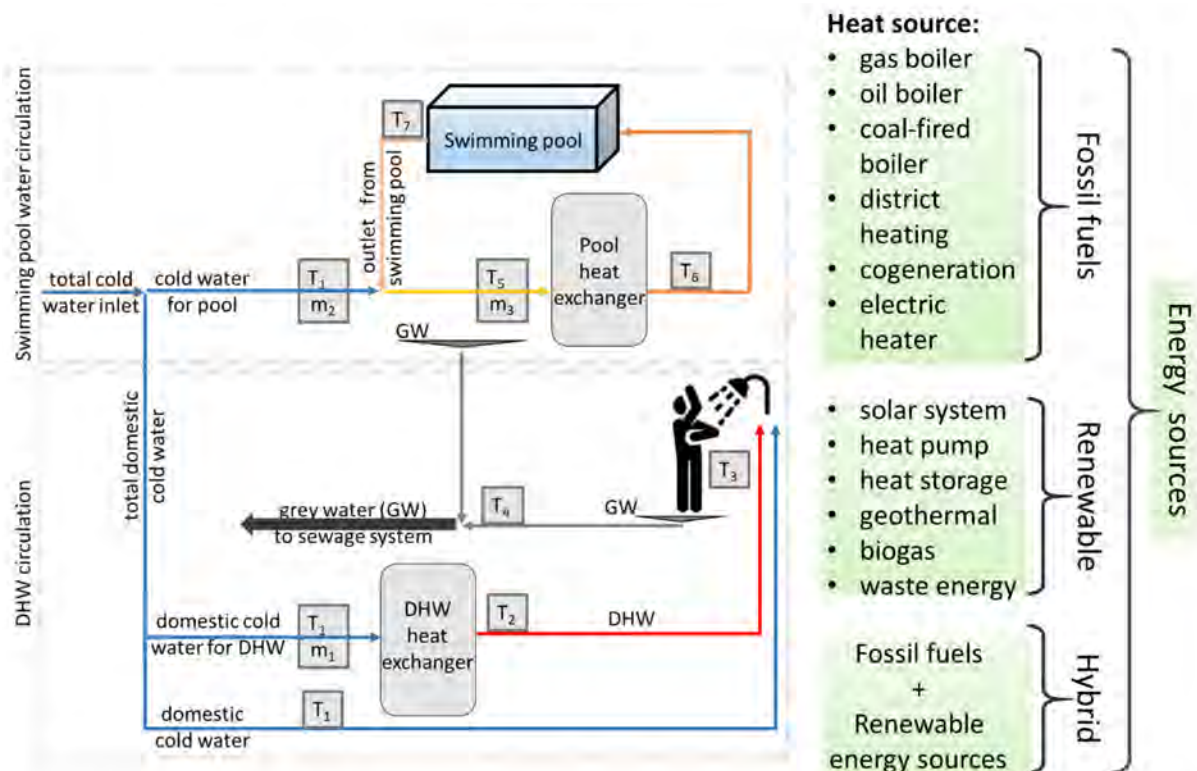 Swimming pool water circulation
DHW circulation
total cold
water inlet
cold water
for pool
T₁
m₂
outlet from
swimming pool
T₇
Swimming pool
T₅
m₃
Pool
heat
exchanger
T₆
GW
total domestic
cold water
T₃
GW
T₄
grey water (GW)
to sewage system
domestic cold
water for DHW
T₁
m₁
DHW
heat
exchanger
T₂
DHW
domestic
cold water
T₁
Heat source:
• gas boiler
• oil boiler
• coal-fired
boiler
• district
heating
• cogeneration
• electric
heater
Fossil fuels
• solar system
• heat pump
• heat storage
• geothermal
• biogas
• waste energy
Renewable
Fossil fuels
+
Renewable
energy sources
Hybrid
Energy
sources